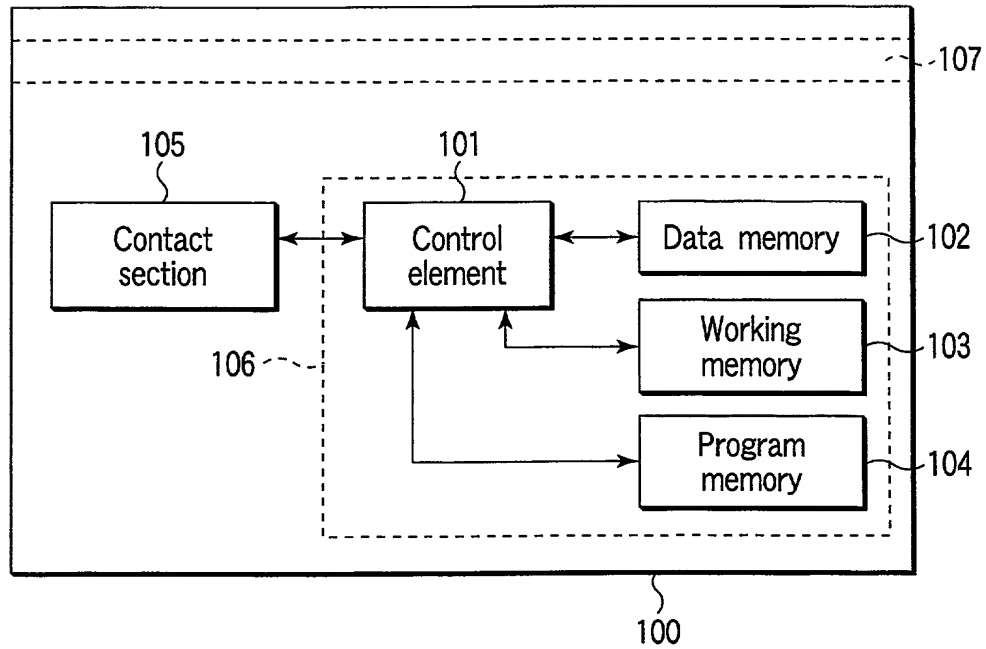 107
105
101
Contact
section
Control
element
Data memory
102
Working
memory
103
106
Program
memory
104
100